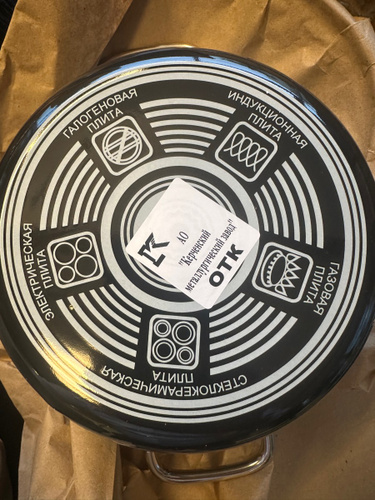 ГАЛОГЕНОВАЯ
ПЛИТА
ИНДУКЦИОННАЯ
ПЛИТА
ГАЗОВАЯ
ПЛИТА
СТЕКЛОКЕРАМИЧЕСКАЯ
ПЛИТА
ЭЛЕКТРИЧЕСКАЯ
ПЛИТА
К
АО
"Керченский
металлургический завод"
ОТК